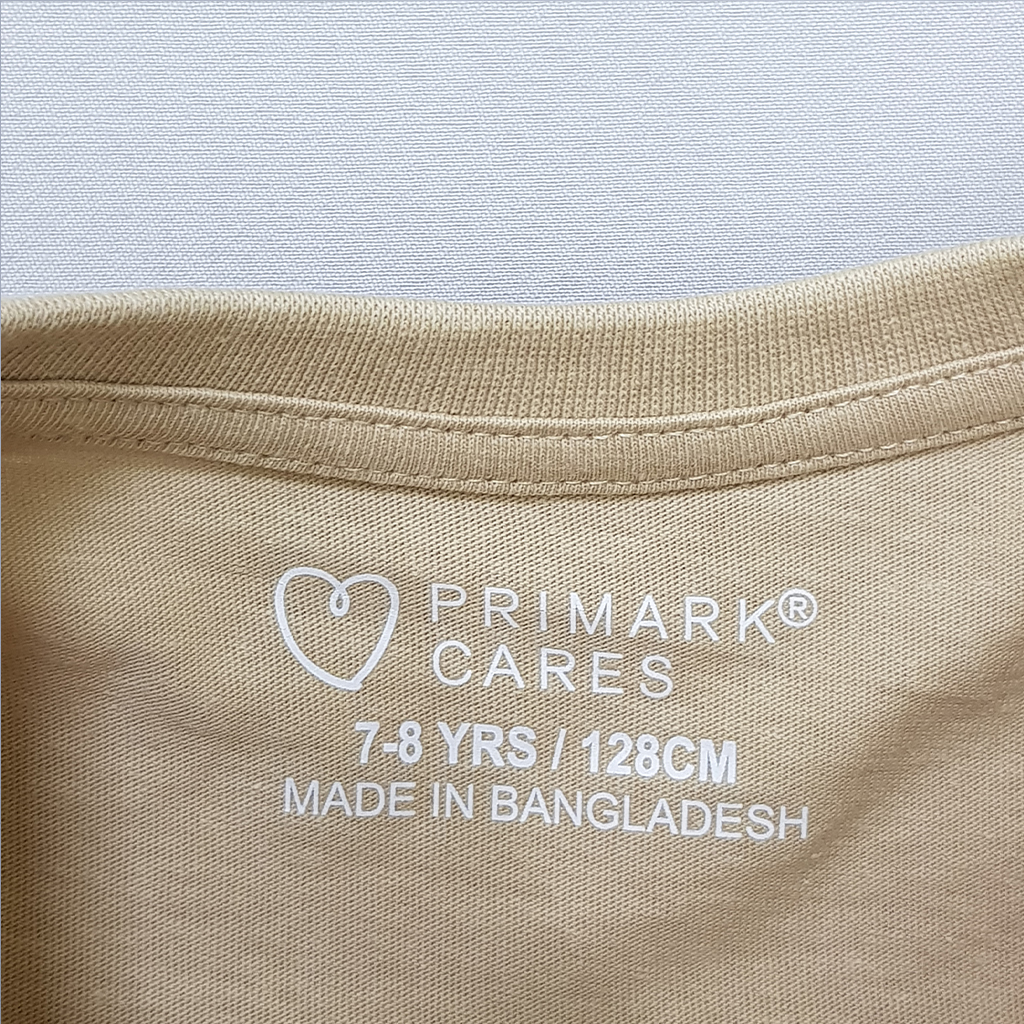 PRIMARK®
CARES
7-8 YRS / 128CM
MADE IN BANGLADESH